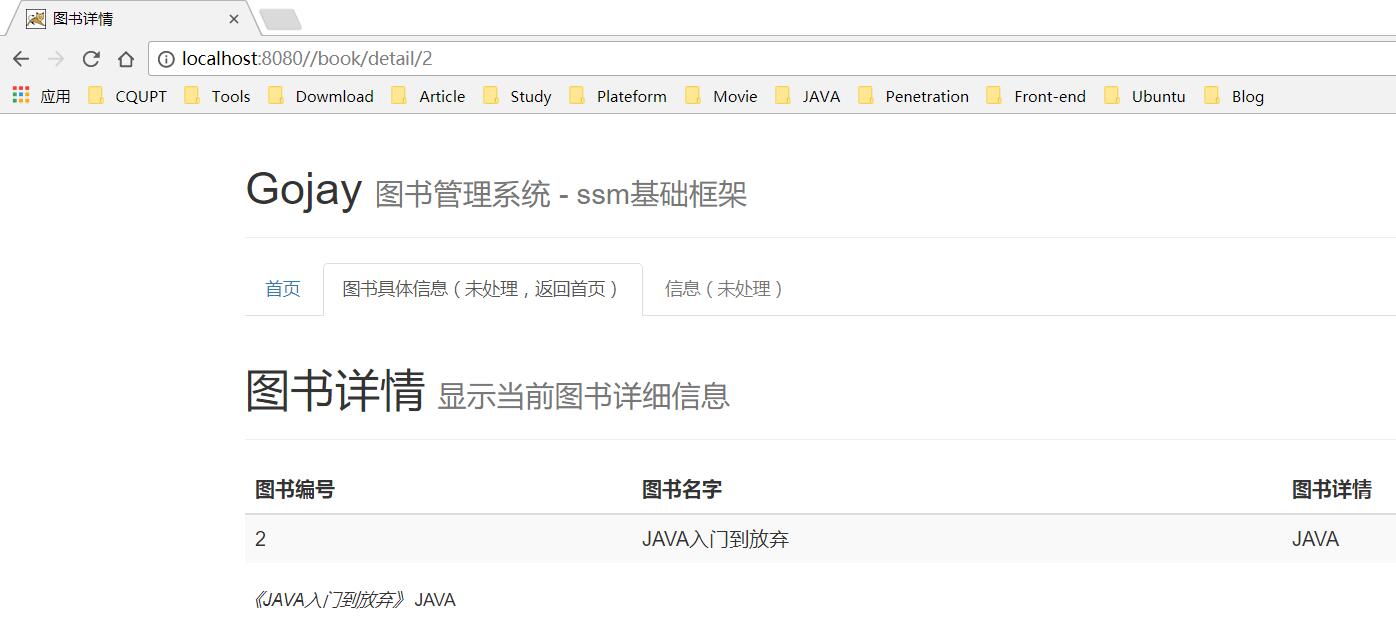 图书详情
localhost:8080//book/detail/2
应用 CQUPT Tools Dowmload Article Study Plateform Movie JAVA Penetration Front-end Ubuntu Blog
Gojay 图书管理系统 - ssm基础框架
首页 图书具体信息（未处理，返回首页） 信息（未处理）
图书详情 显示当前图书详细信息
图书编号 图书名字 图书详情
2 JAVA入门到放弃 JAVA
《JAVA入门到放弃》 JAVA